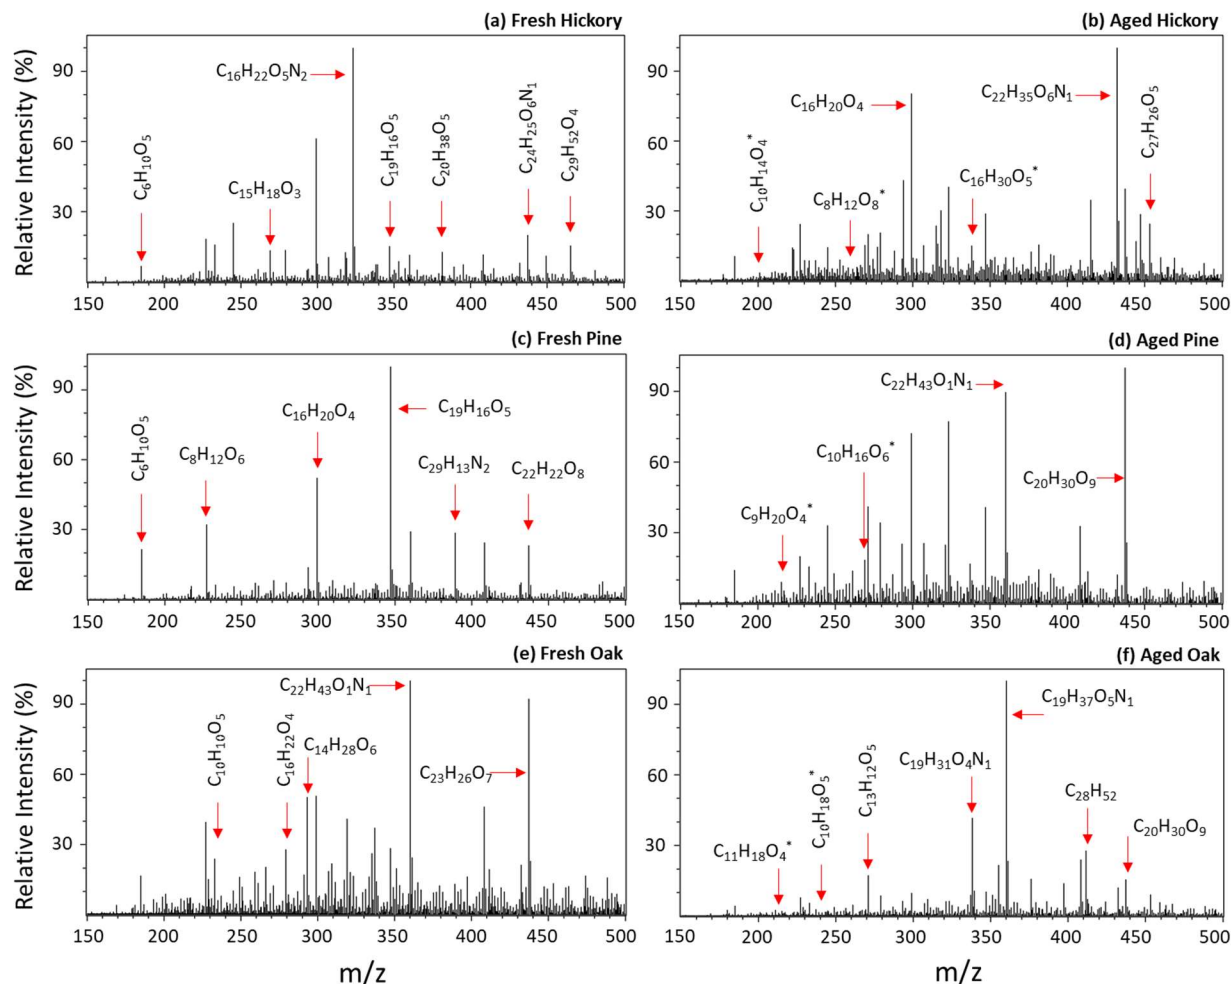 (a) Fresh Hickory
Relative Intensity (%)
90
60
30
C₆H₁₀O₅
C₁₅H₁₈O₃
C₁₆H₂₂O₅N₂
C₁₉H₁₆O₅
C₂₀H₃₈O₅
C₂₄H₂₅O₆N₁
C₂₉H₅₂O₄
150 200 250 300 350 400 450 500
(b) Aged Hickory
90
60
30
C₁₀H₁₄O₄*
C₈H₁₂O₈*
C₁₆H₂₀O₄
C₁₆H₃₀O₅*
C₂₂H₃₅O₆N₁
C₂₇H₂₆O₅
150 200 250 300 350 400 450 500
(c) Fresh Pine
Relative Intensity (%)
90
60
30
C₆H₁₀O₅
C₈H₁₂O₆
C₁₆H₂₀O₄
C₁₉H₁₆O₅
C₂₉H₁₃N₂
C₂₂H₂₂O₈
150 200 250 300 350 400 450 500
(d) Aged Pine
90
60
30
C₉H₂₀O₄*
C₁₀H₁₆O₆*
C₂₂H₄₃O₁N₁
C₂₀H₃₀O₉
150 200 250 300 350 400 450 500
(e) Fresh Oak
Relative Intensity (%)
90
60
30
C₁₀H₁₀O₅
C₁₆H₂₂O₄
C₁₄H₂₈O₆
C₂₂H₄₃O₁N₁
C₂₃H₂₆O₇
150 200 250 300 350 400 450 500
m/z
(f) Aged Oak
90
60
30
C₁₁H₁₈O₄*
C₁₀H₁₈O₅*
C₁₃H₁₂O₅
C₁₉H₃₁O₄N₁
C₁₉H₃₇O₅N₁
C₂₈H₅₂
C₂₀H₃₀O₉
150 200 250 300 350 400 450 500
m/z